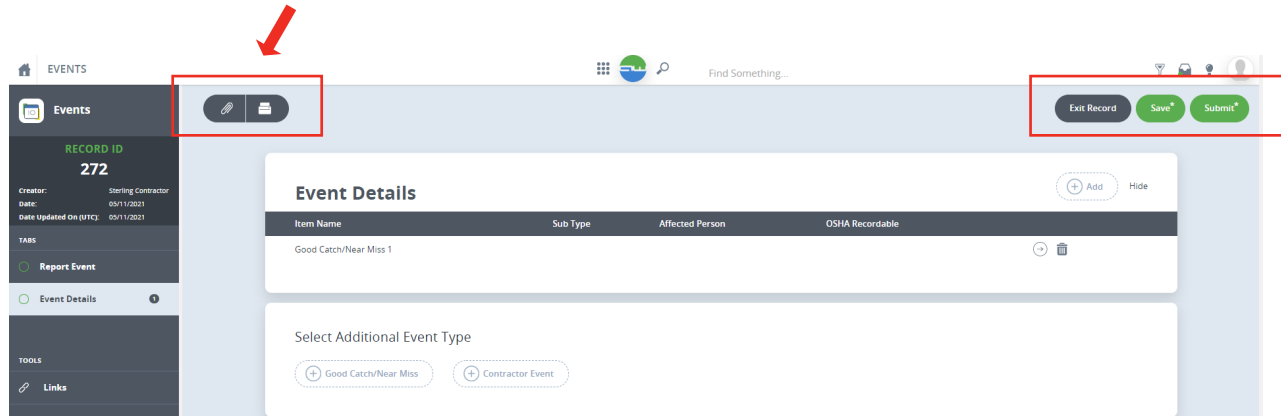 EVENTS
Find Something...
Events
Exit Record
Save*
Submit*
RECORD ID
272
Creator: Sterling Contractor
Date: 05/11/2021
Date Updated On (UTC): 05/11/2021
TABS
Report Event
Event Details 1
TOOLS
Links
Event Details
Add
Hide
Item Name Sub Type Affected Person OSHA Recordable
Good Catch/Near Miss 1
Select Additional Event Type
Good Catch/Near Miss
Contractor Event